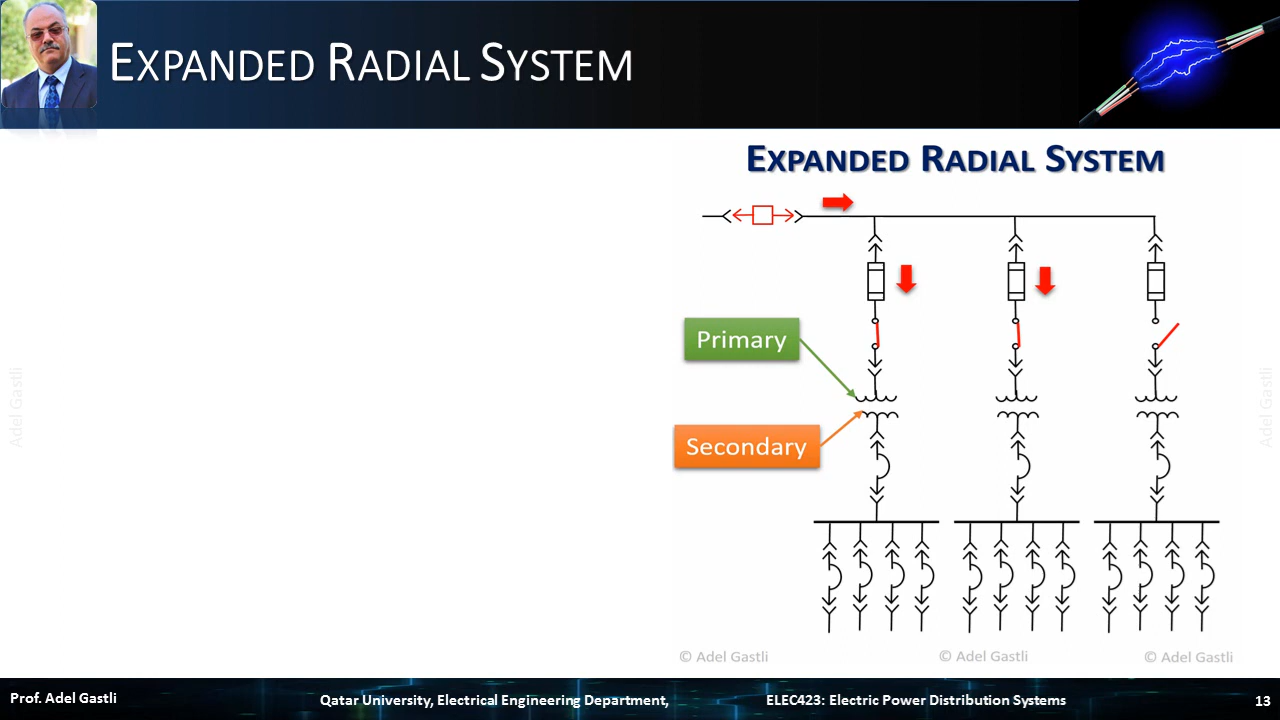 EXPANDED RADIAL SYSTEM
EXPANDED RADIAL SYSTEM
Primary
Secondary
Adel Gastli
Adel Gastli
© Adel Gastli
© Adel Gastli
© Adel Gastli
Prof. Adel Gastli
Qatar University, Electrical Engineering Department,
ELEC423: Electric Power Distribution Systems
13